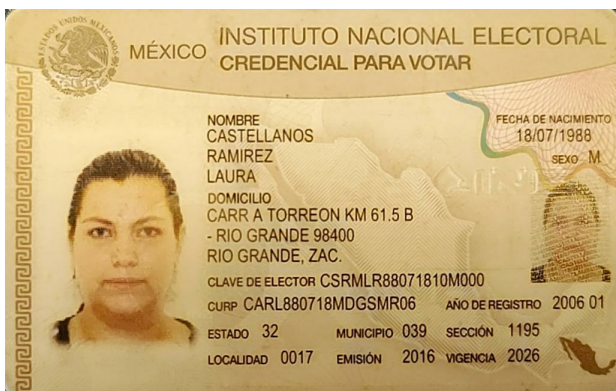 ESTADOS UNIDOS MEXICANOS
MÉXICO
INSTITUTO NACIONAL ELECTORAL
CREDENCIAL PARA VOTAR
NOMBRE
CASTELLANOS
RAMIREZ
LAURA
FECHA DE NACIMIENTO
18/07/1988
SEXO M
DOMICILIO
CARR A TORREON KM 61.5 B
- RIO GRANDE 98400
RIO GRANDE, ZAC.
CLAVE DE ELECTOR CSRMLR88071810M000
CURP CARL880718MDGSMR06 AÑO DE REGISTRO 2006 01
ESTADO 32 MUNICIPIO 039 SECCIÓN 1195
LOCALIDAD 0017 EMISIÓN 2016 VIGENCIA 2026